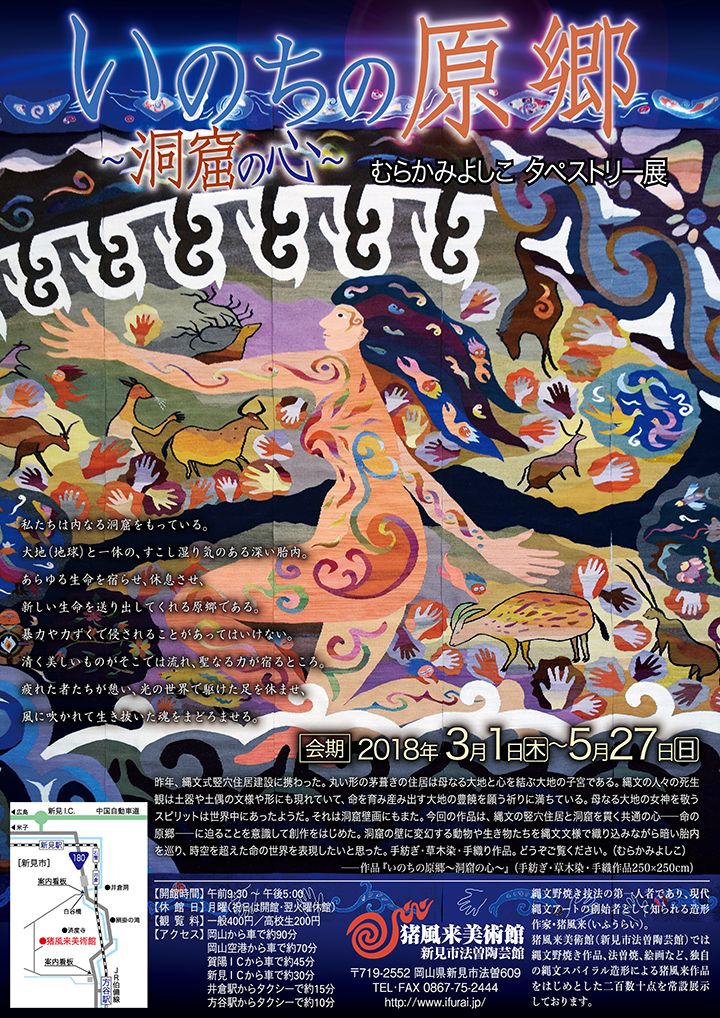 いのちの原郷
~洞窟の心~
むらかみよしこ タペストリー展
私たちは内なる洞窟をもっている。
大地（地球）と一体の、すこし湿り気のある深い胎内。
あらゆる生命を宿らせ、休息させ、
新しい生命を送り出してくれる原郷である。
暴力や力ずくで侵されることがあってはいけない。
清く美しいものがそこでは流れ、聖なる力が宿るところ。
疲れた者たちが憩い、光の世界で駆けた足を休ませ、
風に吹かれて生き抜いた魂をまどろませる。
会期 2018年 3月1日木~5月27日日
昨年、縄文式竪穴住居建設に携わった。丸い形の茅葺きの住居は母なる大地と心を結ぶ大地の子宮である。縄文の人々の死生
観は土器や土偶の文様や形にも現れていて、命を育み産み出す大地の豊饒を願う祈りに満ちている。母なる大地の女神を敬う
スピリットは世界中にあったようだ。それは洞窟壁画にもまた。今回の作品は、縄文の竪穴住居と洞窟を貫く共通の心──命の
原郷──に迫ることを意識して創作をはじめた。洞窟の壁に変幻する動物や生き物たちを縄文文様で織り込みながら暗い胎内
を巡り、時空を超えた命の世界を表現したいと思った。手紡ぎ・草木染・手織り作品。どうぞご覧ください。（むらかみよしこ）
──作品『いのちの原郷～洞窟の心～』（手紡ぎ・草木染・手織作品250×250cm）
広島
新見I.C.
中国自動車道
米子
新見駅
180
[新見市]
案内看板
井倉洞
白谷橋
絹掛の滝
済度寺
猪風来美術館
案内看板
JR伯備線
方谷駅
【開館時間】午前9:30 ～ 午後5:00
【休 館 日】月曜（祝日は開館・翌火曜休館）
【観 覧 料】一般400円／高校生200円
【アクセス】岡山から車で約90分
岡山空港から車で約70分
賀陽ICから車で約45分
新見ICから車で約30分
井倉駅からタクシーで約15分
方谷駅からタクシーで約10分
猪風来美術館
新見市法曽陶芸館
〒719-2552 岡山県新見市法曽609
TEL・FAX 0867-75-2444
http://www.ifurai.jp/
縄文野焼き技法の第一人者であり、現代
縄文アートの創始者として知られる造形
作家・猪風来（いふうらい）。
猪風来美術館（新見市法曽陶芸館）では
縄文野焼き作品、法曽焼、絵画など、独自
の縄文スパイラル造形による猪風来作品
をはじめとした二百数十点を常設展示
しております。